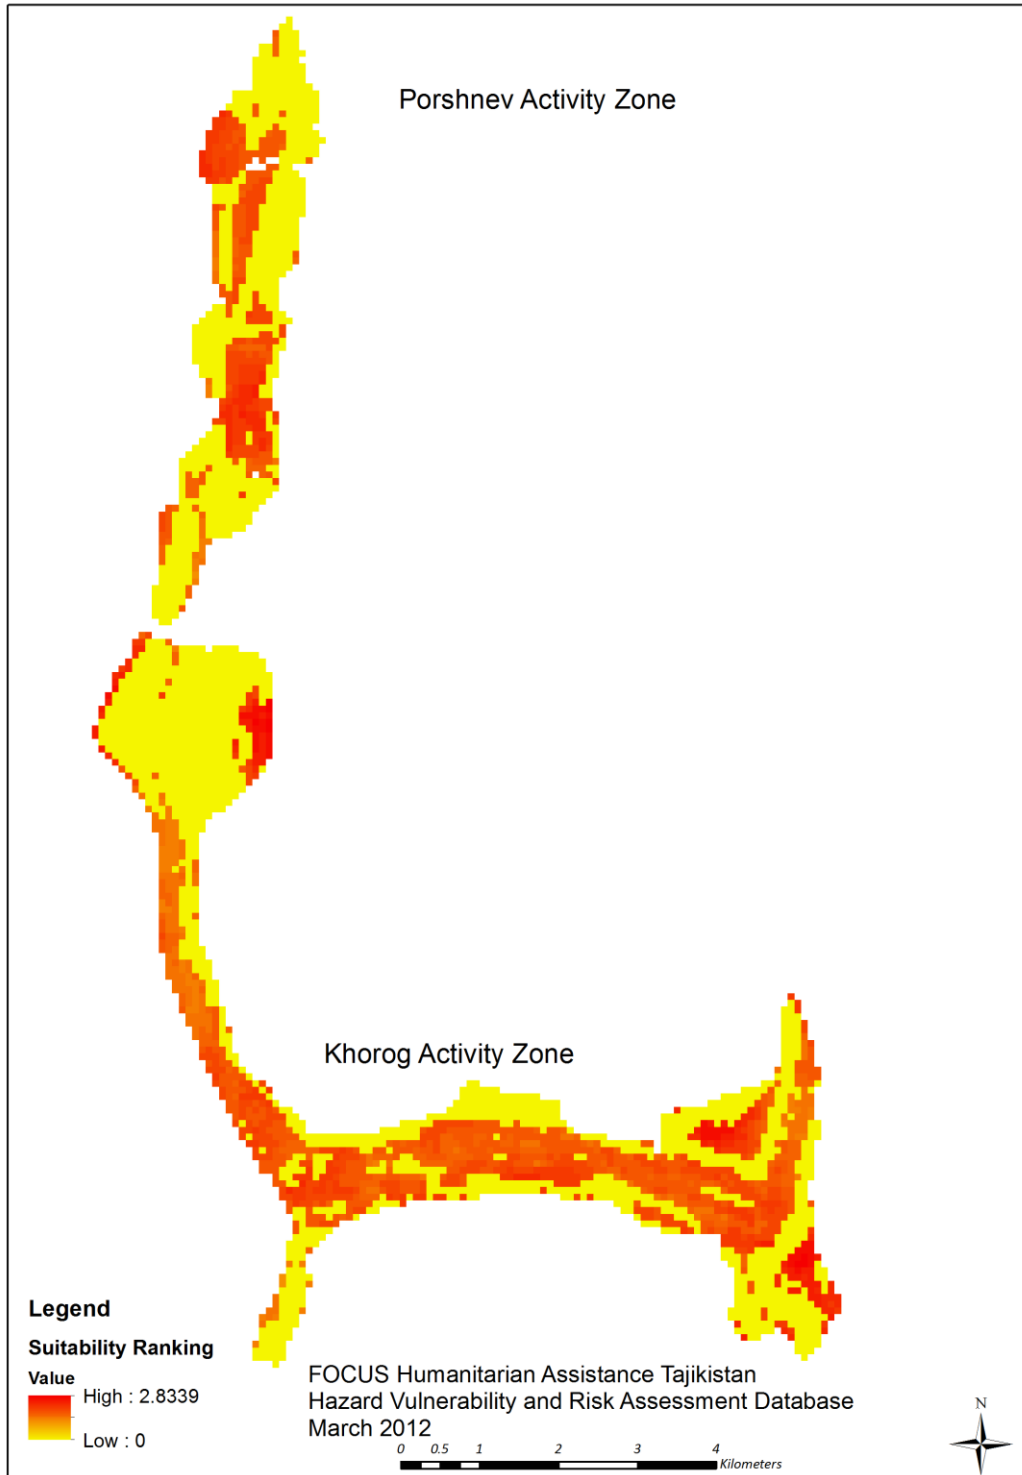 Porshnev Activity Zone
Khorog Activity Zone
Legend
Suitability Ranking
Value
High : 2.8339
Low : 0
FOCUS Humanitarian Assistance Tajikistan
Hazard Vulnerability and Risk Assessment Database
March 2012
0 0.5 1 2 3 4
Kilometers
N